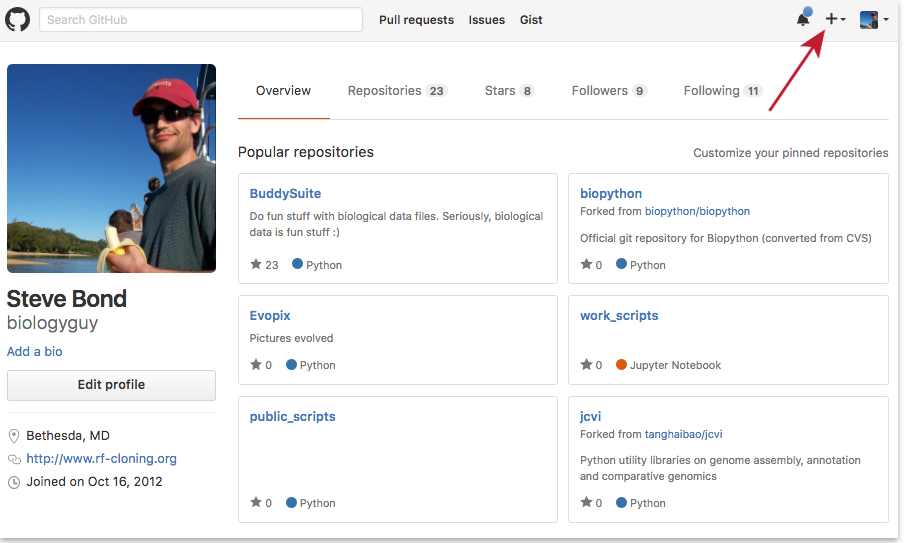 Search GitHub
Pull requests Issues Gist
Overview
Repositories 23
Stars 8
Followers 9
Following 11
Popular repositories
Customize your pinned repositories
BuddySuite
Do fun stuff with biological data files. Seriously, biological
data is fun stuff :)
23 Python
biopython
Forked from biopython/biopython
Official git repository for Biopython (converted from CVS)
0 Python
Evopix
Pictures evolved
0 Python
work_scripts
0 Jupyter Notebook
public_scripts
0 Python
jcvi
Forked from tanghaibao/jcvi
Python utility libraries on genome assembly, annotation
and comparative genomics
0 Python
Steve Bond
biologyguy
Add a bio
Edit profile
Bethesda, MD
http://www.rf-cloning.org
Joined on Oct 16, 2012